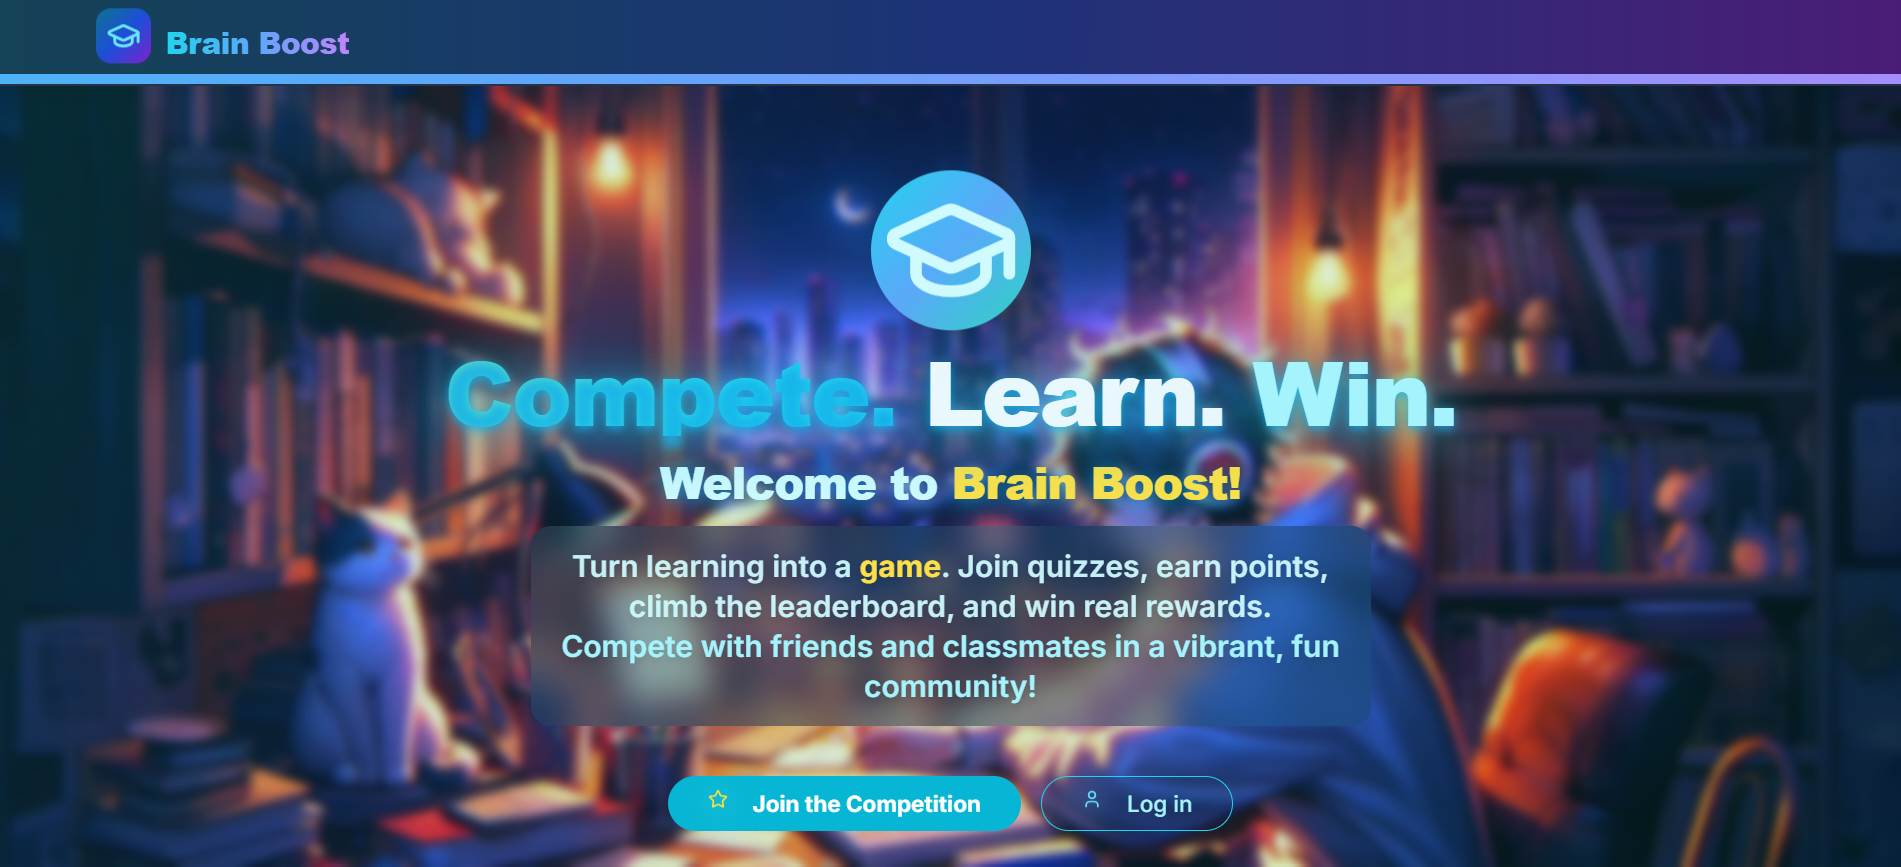 Brain Boost
Compete. Learn. Win.
Welcome to Brain Boost!
Turn learning into a game. Join quizzes, earn points,
climb the leaderboard, and win real rewards.
Compete with friends and classmates in a vibrant, fun
community!
Join the Competition
Log in